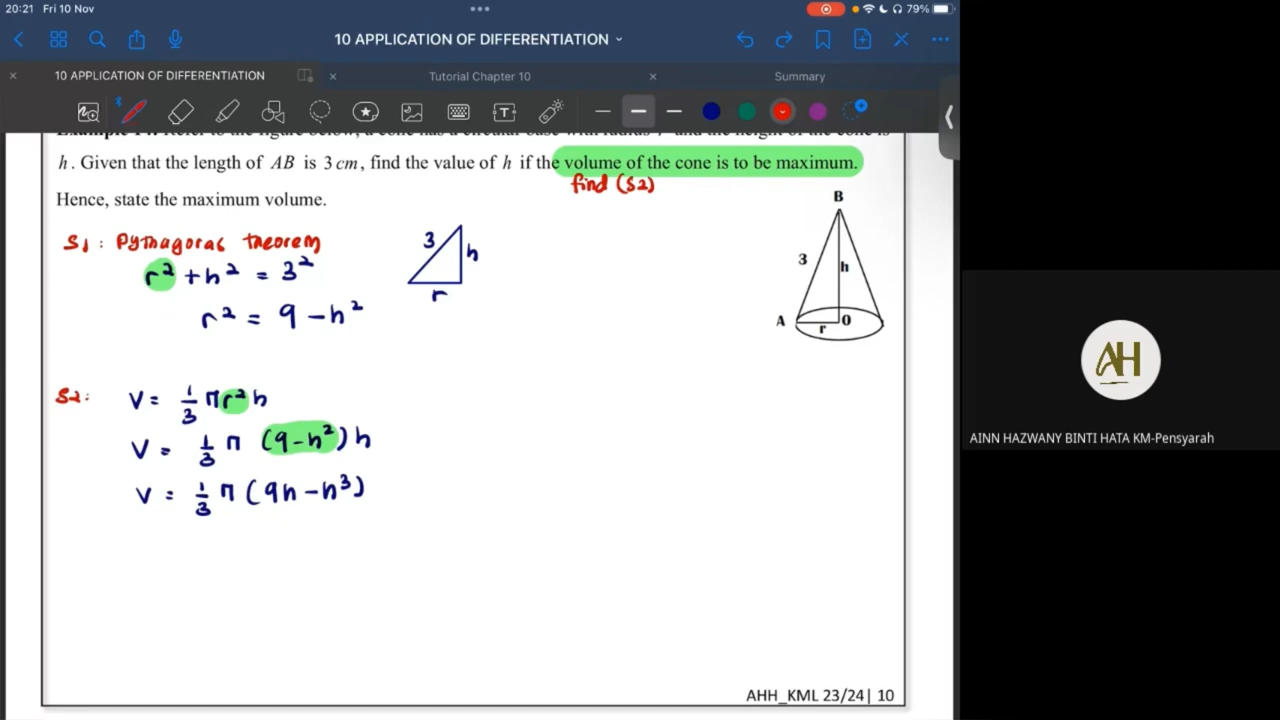 20:21 Fri 10 Nov
79%
10 APPLICATION OF DIFFERENTIATION
10 APPLICATION OF DIFFERENTIATION
Tutorial Chapter 10
Summary
h. Given that the length of AB is 3 cm, find the value of h if the volume of the cone is to be maximum.
find (S2)
Hence, state the maximum volume.
S1 : Pythagoras theorem
r² + h² = 3²
r² = 9 – h²
3
h
r
B
3
h
A
O
r
S2:
V = 1/3 π r² h
V = 1/3 π (9 – h²) h
V = 1/3 π (9h – h³)
AHH_KML 23/24| 10
AH
AINN HAZWANY BINTI HATA KM-Pensyarah